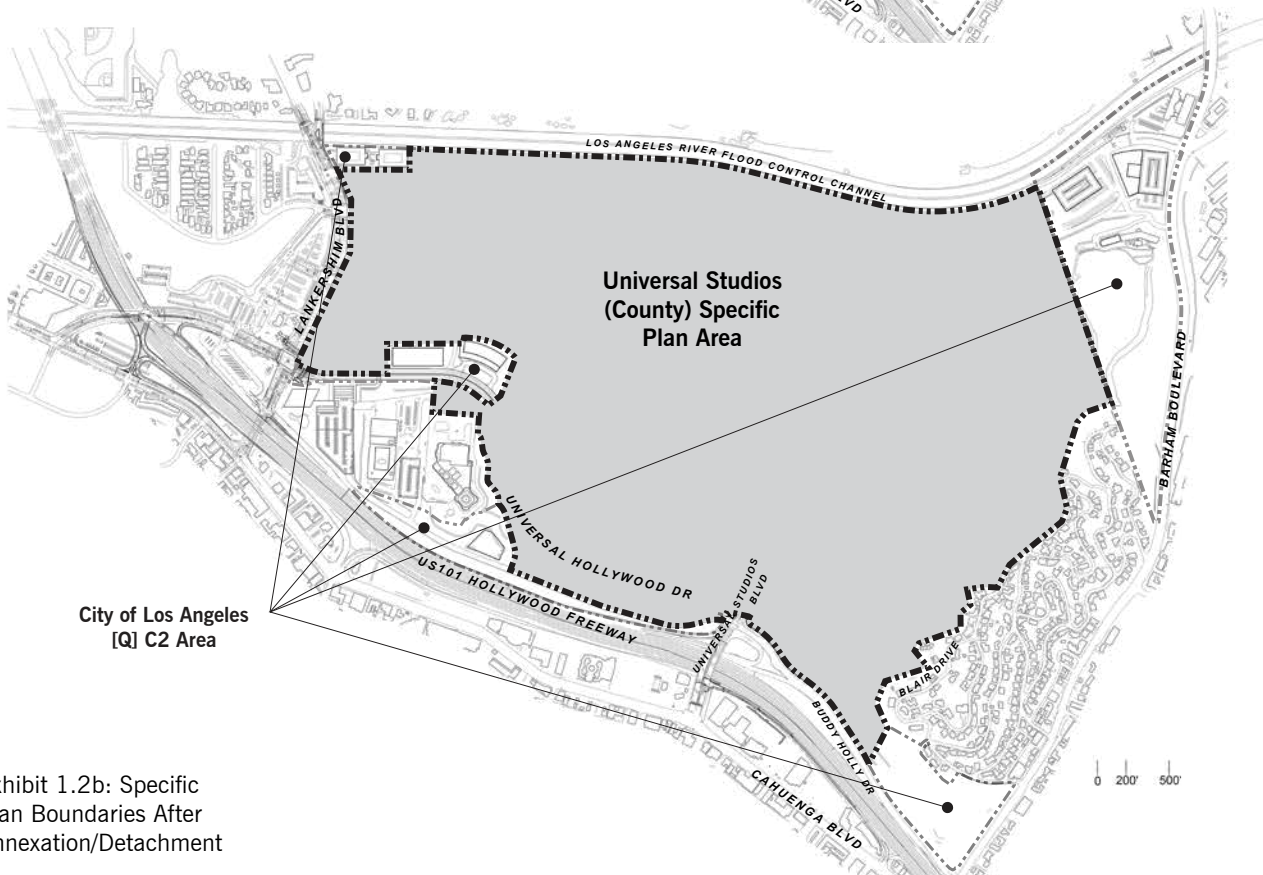 LVD
LOS ANGELES RIVER FLOOD CONTROL CHANNEL
LANKERSHIM BLVD
Universal Studios
(County) Specific
Plan Area
BARHAM BOULEVARD
UNIVERSAL HOLLYWOOD DR
US101 HOLLYWOOD FREEWAY
UNIVERSAL STUDIOS
BLVD
City of Los Angeles
[Q] C2 Area
BLAIR DRIVE
BUDDY HOLLY DR
CAHUENGA BLVD
0 200' 500'
xhibit 1.2b: Specific
an Boundaries After
nnexation/Detachment